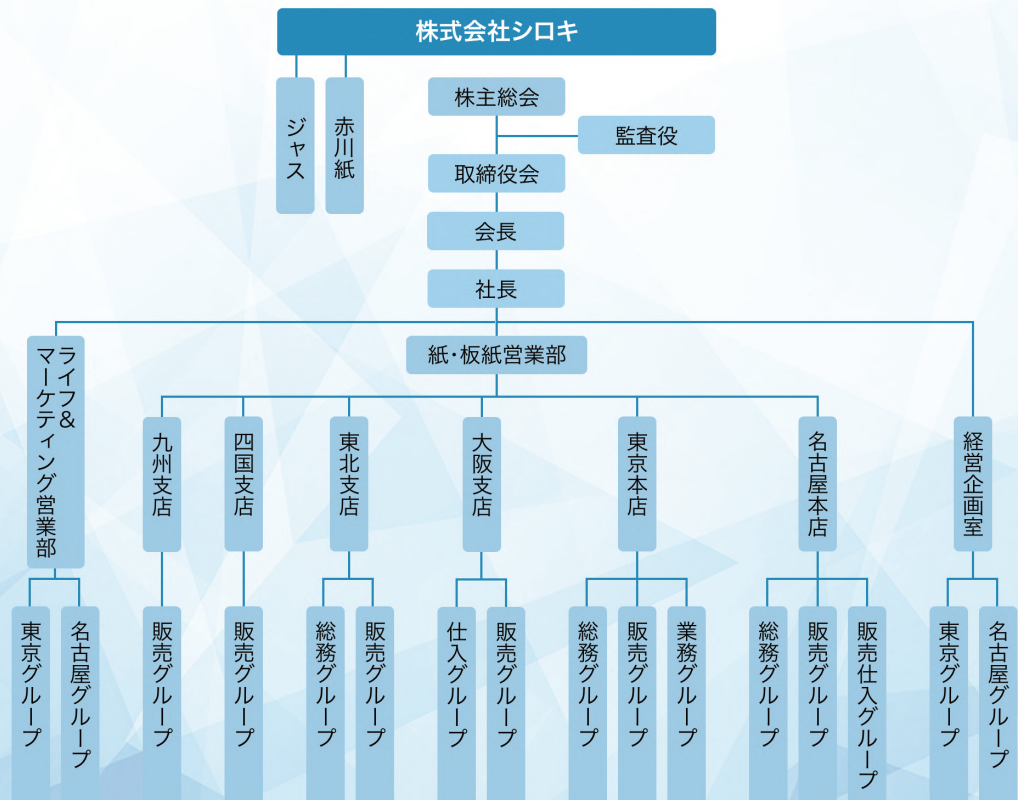 株式会社シロキ
ジャス
赤川紙
株主総会
監査役
取締役会
会長
社長
紙・板紙営業部
ライフ&
マーケティング営業部
九州支店
四国支店
東北支店
大阪支店
東京本店
名古屋本店
経営企画室
東京グループ
名古屋グループ
販売グループ
販売グループ
総務グループ
販売グループ
仕入グループ
販売グループ
総務グループ
販売グループ
業務グループ
総務グループ
販売グループ
販売仕入グループ
東京グループ
名古屋グループ